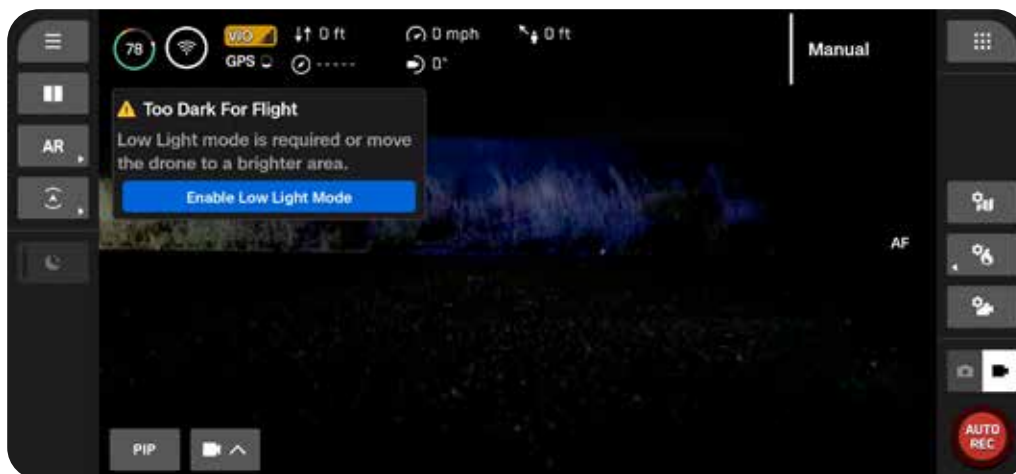 78
VIO
0 ft
0 mph
0 ft
GPS
-----
0°
Manual
Too Dark For Flight
Low Light mode is required or move
the drone to a brighter area.
Enable Low Light Mode
AR
AF
PIP
AUTO
REC